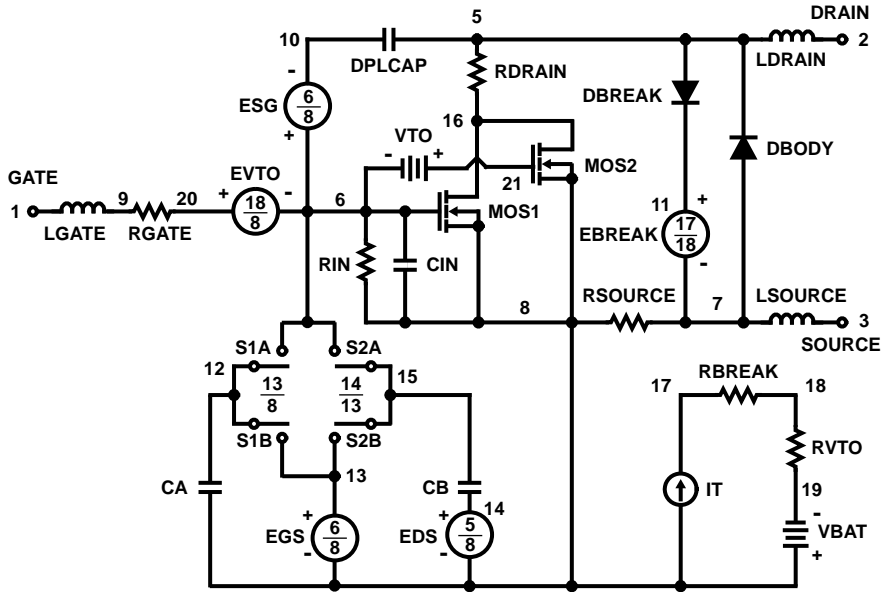 5
DRAIN
10
2
DPLCAP
LDRAIN
RDRAIN
-
DBREAK
ESG
6
8
+
16
VTO
- +
DBODY
MOS2
GATE
EVTO
21
9
20
+
18
8
-
6
11
+
1
MOS1
LGATE
RGATE
EBREAK
17
18
-
RIN
CIN
8
RSOURCE
7
LSOURCE
3
SOURCE
S1A
S2A
12
13
8
14
13
15
RBREAK
17
18
S1B
S2B
RVTO
13
CA
CB
IT
19
14
+
EGS
6
8
-
+
EDS
5
8
-
-
VBAT
+